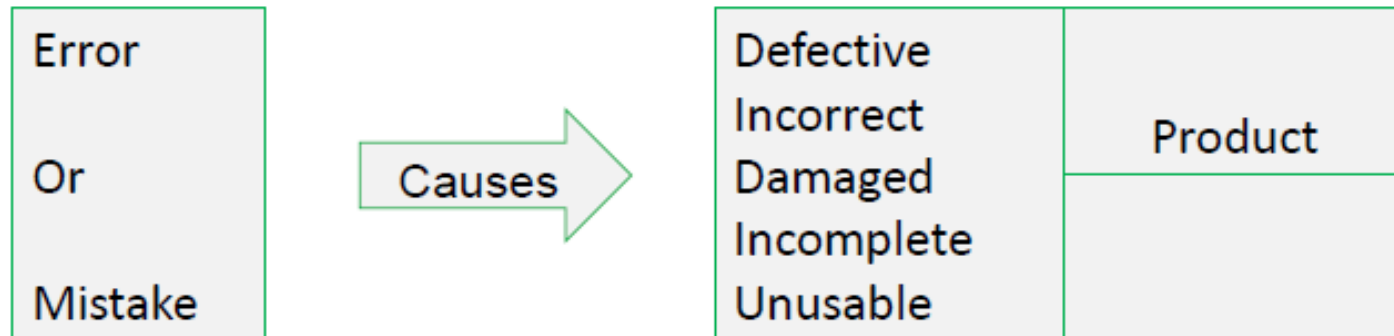 Error
Or
Mistake
Causes
Defective
Incorrect
Damaged
Incomplete
Unusable
Product